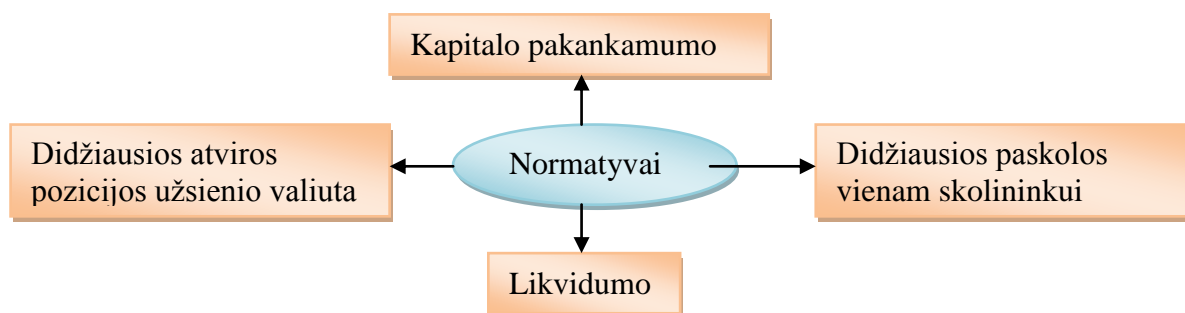 Kapitalo pakankamumo
Didžiausios atviros
pozicijos užsienio valiuta
Normatyvai
Didžiausios paskolos
vienam skolininkui
Likvidumo